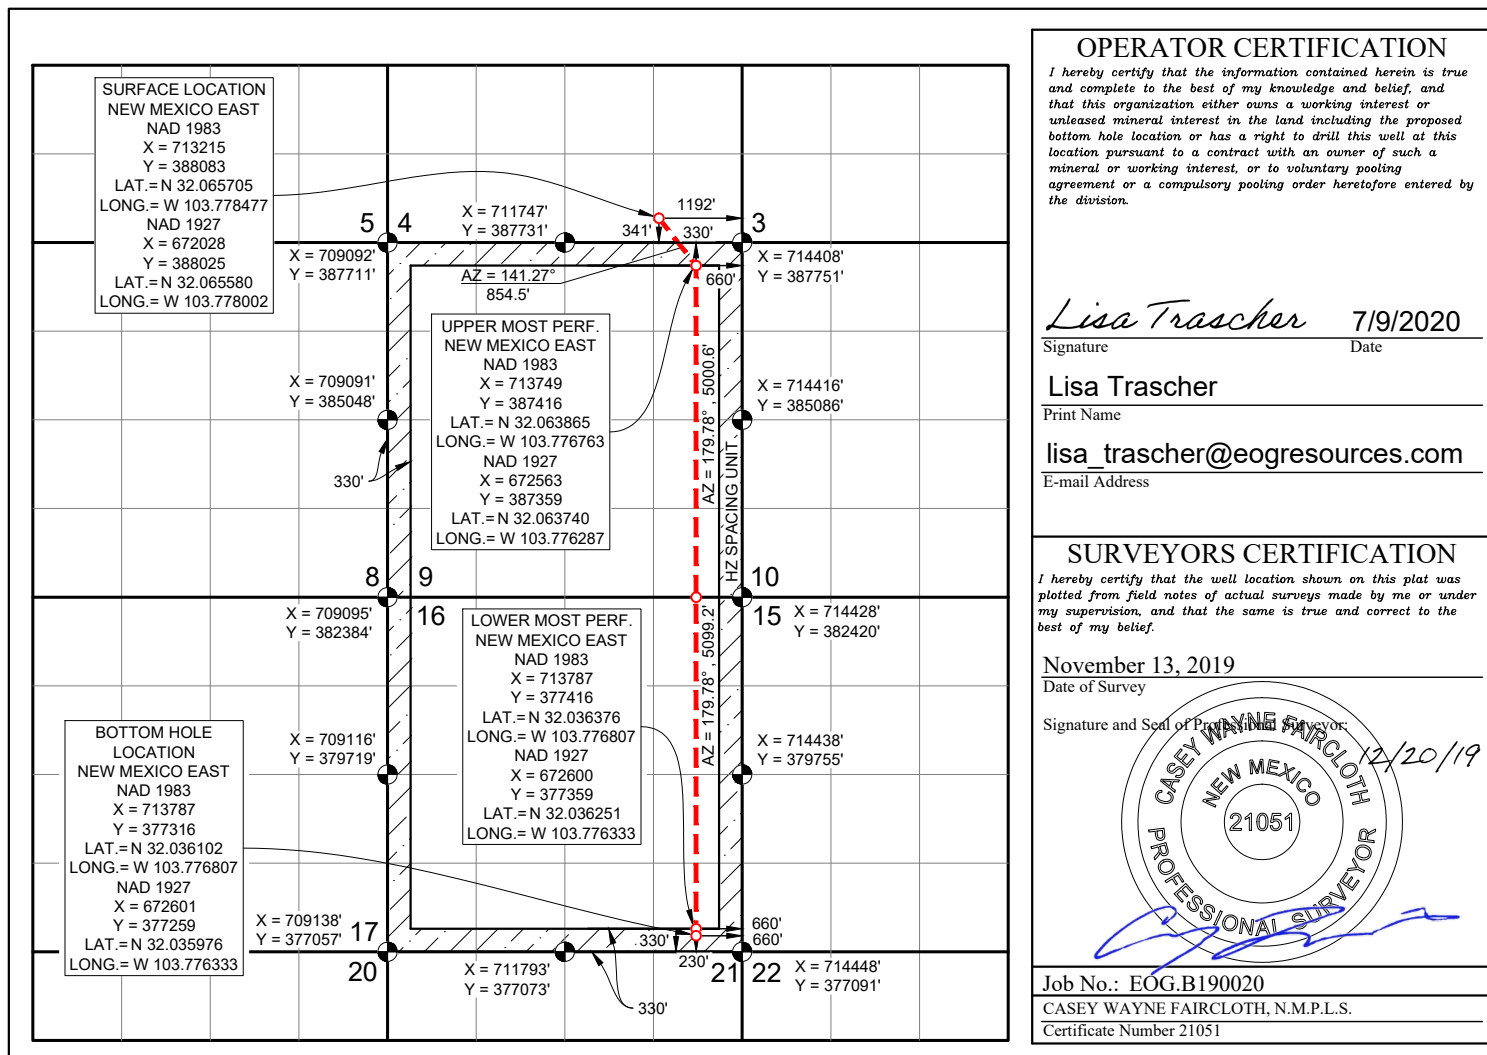 SURFACE LOCATION
NEW MEXICO EAST
NAD 1983
X = 713215
Y = 388083
LAT.= N 32.065705
LONG.= W 103.778477
NAD 1927
X = 672028
Y = 388025
LAT.= N 32.065580
LONG.= W 103.778002
5 4
X = 711747'
Y = 387731'
1192'
341'
330'
3
X = 709092'
Y = 387711'
X = 714408'
Y = 387751'
AZ = 141.27°
854.5'
660'
UPPER MOST PERF.
NEW MEXICO EAST
NAD 1983
X = 713749
Y = 387416
LAT.= N 32.063865
LONG.= W 103.776763
NAD 1927
X = 672563
Y = 387359
LAT.= N 32.063740
LONG.= W 103.776287
AZ = 179.78° , 5000.6'
HZ SPACING UNIT
X = 709091'
Y = 385048'
X = 714416'
Y = 385086'
330'
8 9
10
16
15
X = 709095'
Y = 382384'
X = 714428'
Y = 382420'
LOWER MOST PERF.
NEW MEXICO EAST
NAD 1983
X = 713787
Y = 377416
LAT.= N 32.036376
LONG.= W 103.776807
NAD 1927
X = 672600
Y = 377359
LAT.= N 32.036251
LONG.= W 103.776333
AZ = 179.78° , 5099.2'
X = 709116'
Y = 379719'
X = 714438'
Y = 379755'
BOTTOM HOLE
LOCATION
NEW MEXICO EAST
NAD 1983
X = 713787
Y = 377316
LAT.= N 32.036102
LONG.= W 103.776807
NAD 1927
X = 672601
Y = 377259
LAT.= N 32.035976
LONG.= W 103.776333
X = 709138'
Y = 377057'
17
20
330'
660'
660'
230'
21 22
X = 711793'
Y = 377073'
X = 714448'
Y = 377091'
330'
OPERATOR CERTIFICATION
I hereby certify that the information contained herein is true
and complete to the best of my knowledge and belief, and
that this organization either owns a working interest or
unleased mineral interest in the land including the proposed
bottom hole location or has a right to drill this well at this
location pursuant to a contract with an owner of such a
mineral or working interest, or to voluntary pooling
agreement or a compulsory pooling order heretofore entered by
the division.
Lisa Trascher 7/9/2020
Signature Date
Lisa Trascher
Print Name
lisa_trascher@eogresources.com
E-mail Address
SURVEYORS CERTIFICATION
I hereby certify that the well location shown on this plat was
plotted from field notes of actual surveys made by me or under
my supervision, and that the same is true and correct to the
best of my belief.
November 13, 2019
Date of Survey
Signature and Seal of Professional Surveyor:
12/20/19
CASEY WAYNE FAIRCLOTH
NEW MEXICO
21051
PROFESSIONAL SURVEYOR
Job No.: EOG.B190020
CASEY WAYNE FAIRCLOTH, N.M.P.L.S.
Certificate Number 21051